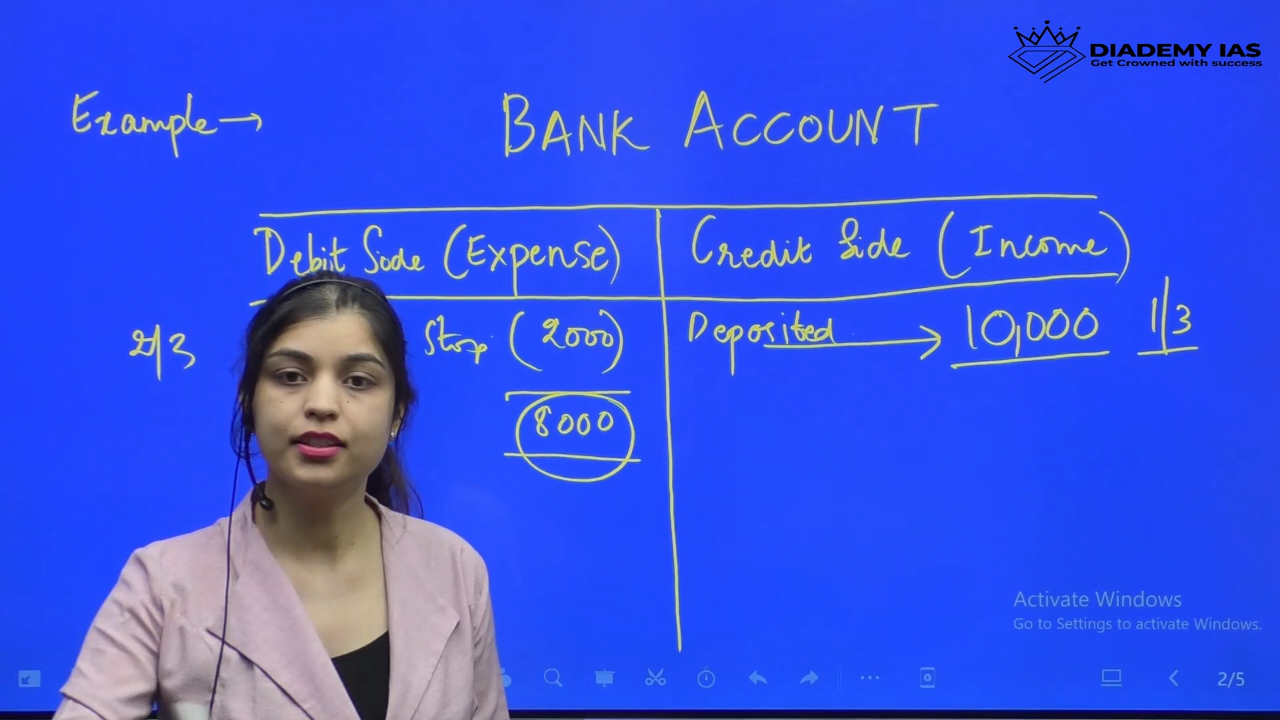 DIADEMY IAS
Get Crowned with success
Example →
BANK ACCOUNT
Debit Side (Expense)
Credit Side (Income)
2/3
(2000)
Deposited → 10,000 1/3
8000
Activate Windows
Go to Settings to activate Windows.
2/5